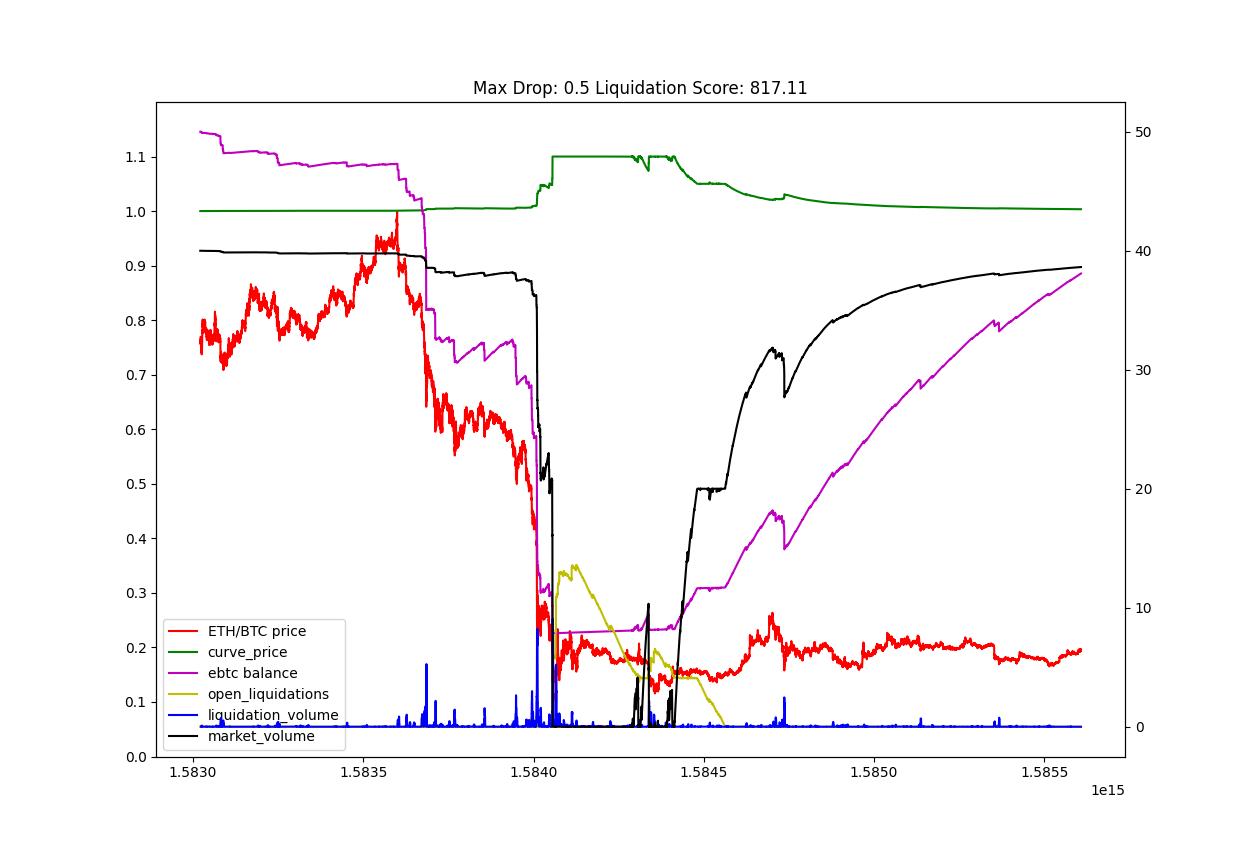 Max Drop: 0.5 Liquidation Score: 817.11
1.1
1.0
0.9
0.8
0.7
0.6
0.5
0.4
0.3
0.2
0.1
0.0
50
40
30
20
10
0
ETH/BTC price
curve_price
ebtc balance
open_liquidations
liquidation_volume
market_volume
1.5830 1.5835 1.5840 1.5845 1.5850 1.5855
1e15